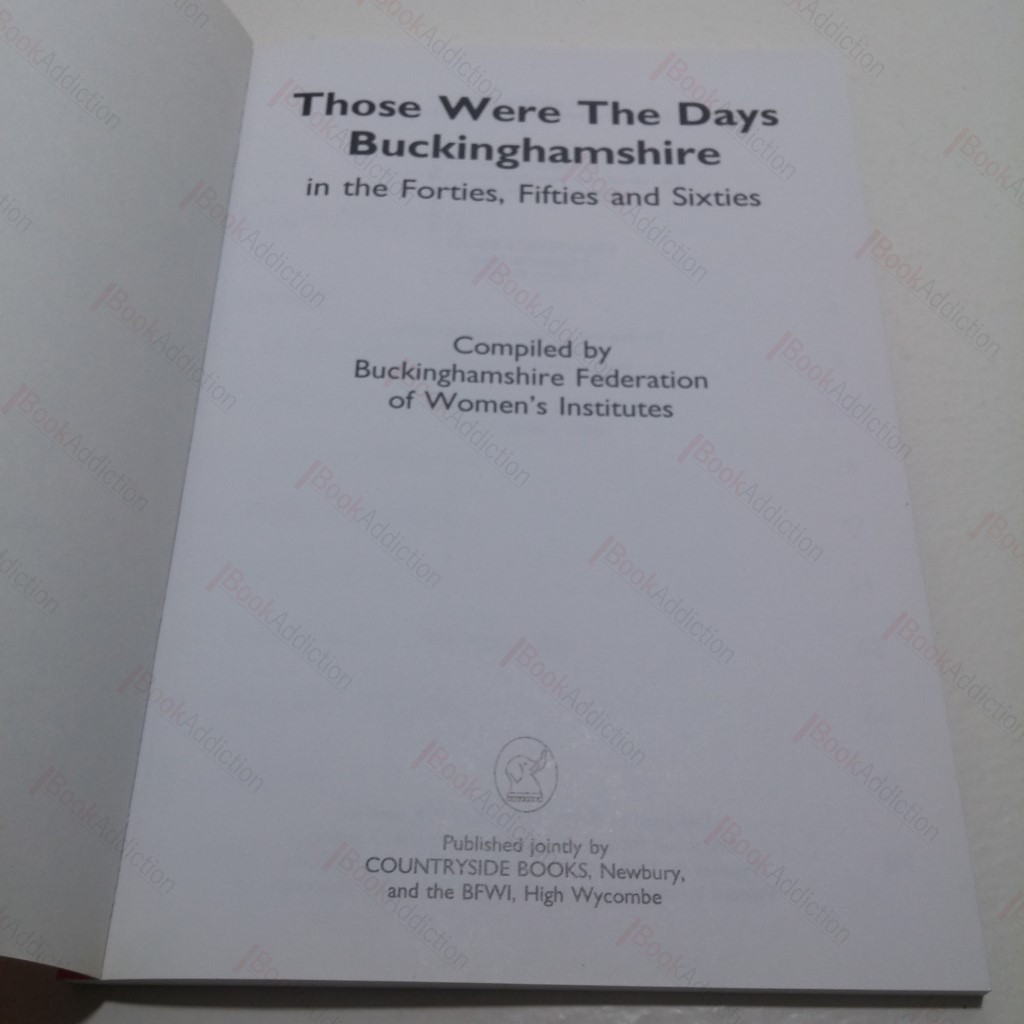 Those Were The Days
Buckinghamshire
in the Forties, Fifties and Sixties
Compiled by
Buckinghamshire Federation
of Women's Institutes
Published jointly by
COUNTRYSIDE BOOKS, Newbury,
and the BFWI, High Wycombe
BookAddiction